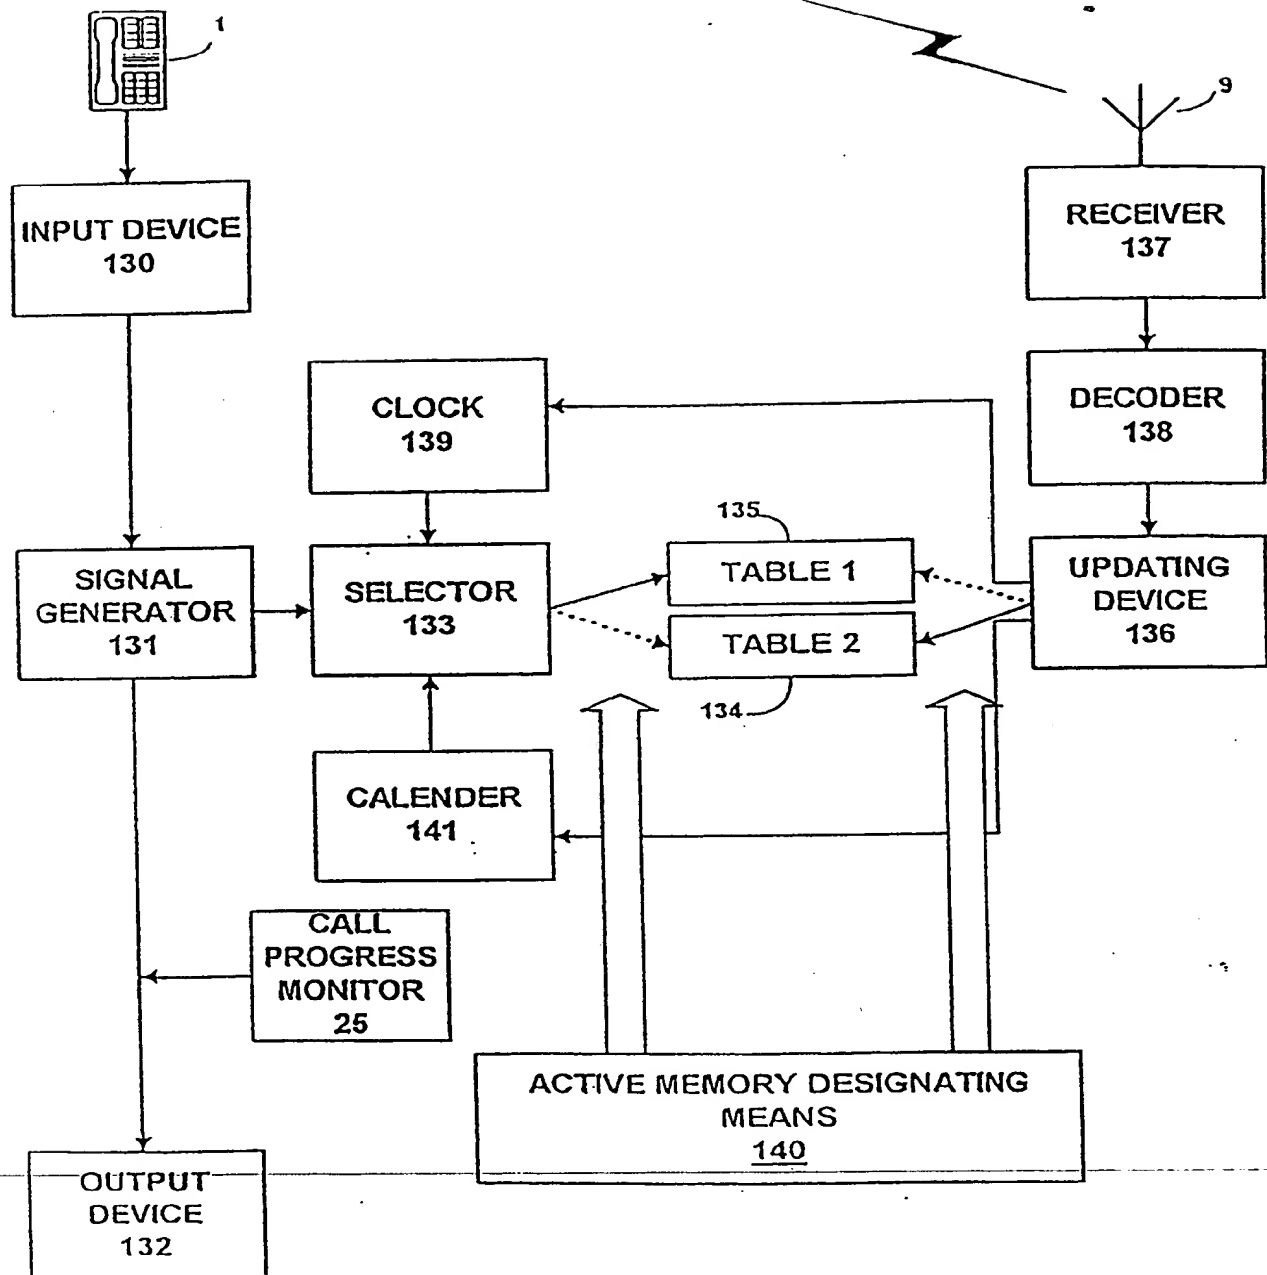 1
9
INPUT DEVICE
130
RECEIVER
137
CLOCK
139
DECODER
138
135
SIGNAL
GENERATOR
131
SELECTOR
133
TABLE 1
TABLE 2
UPDATING
DEVICE
136
134
CALENDER
141
CALL
PROGRESS
MONITOR
25
ACTIVE MEMORY DESIGNATING
MEANS
140
OUTPUT
DEVICE
132